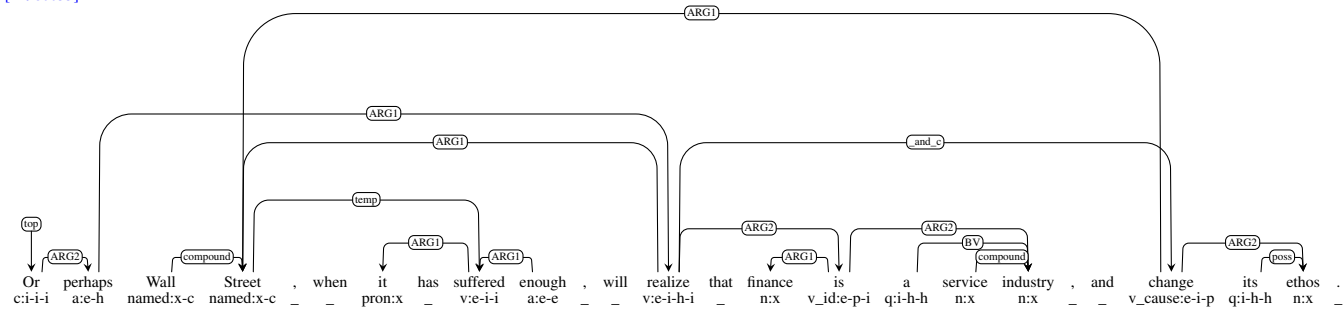 ARG1
ARG1
ARG1 _and_c
temp
top ARG2 ARG2 ARG2
ARG1 BV
ARG2 compound ARG1 ARG1 compound poss
Or perhaps Wall Street , when it has suffered enough , will realize that finance is a service industry , and change its ethos .
c:i-i-i a:e-h named:x-c named:x-c _ _ pron:x _ v:e-i-i a:e-e _ _ v:e-i-h-i _ n:x v_id:e-p-i q:i-h-h n:x n:x _ _ v_cause:e-i-p q:i-h-h n:x _